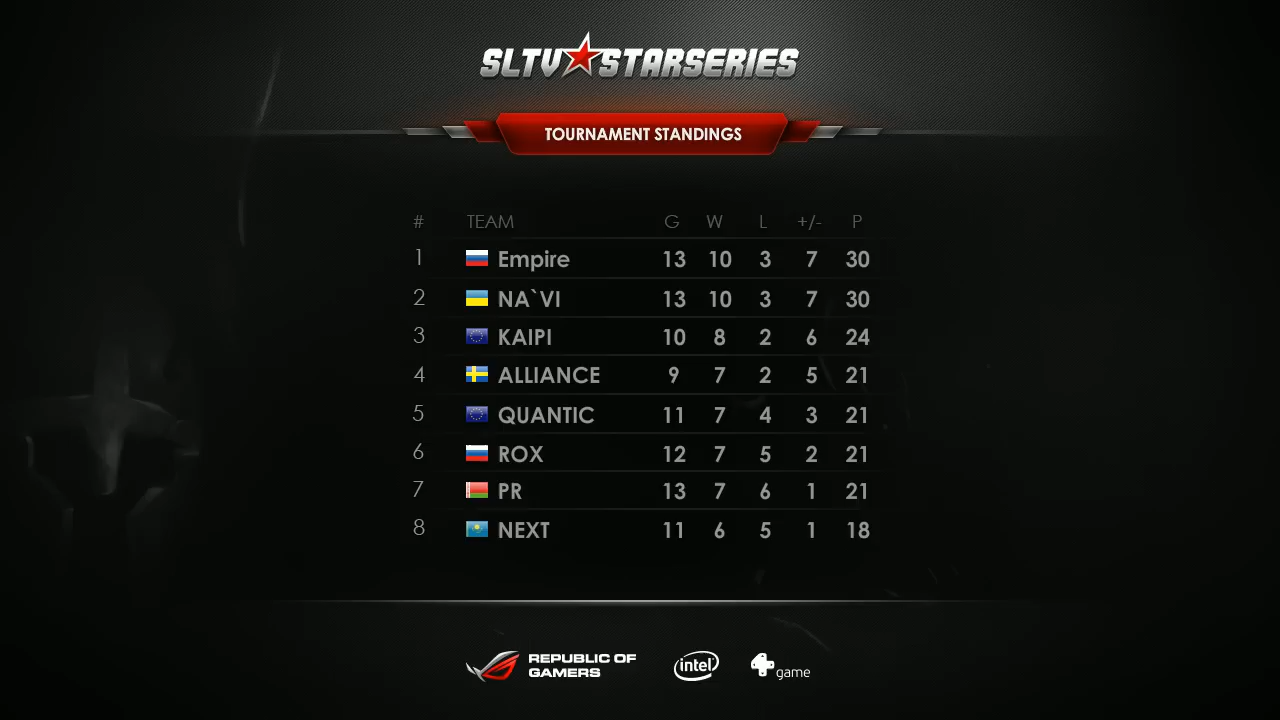 SLTV STARSERIES
TOURNAMENT STANDINGS
# TEAM G W L +/- P
1 Empire 13 10 3 7 30
2 NA`VI 13 10 3 7 30
3 KAIPI 10 8 2 6 24
4 ALLIANCE 9 7 2 5 21
5 QUANTIC 11 7 4 3 21
6 ROX 12 7 5 2 21
7 PR 13 7 6 1 21
8 NEXT 11 6 5 1 18
REPUBLIC OF
GAMERS
intel
game